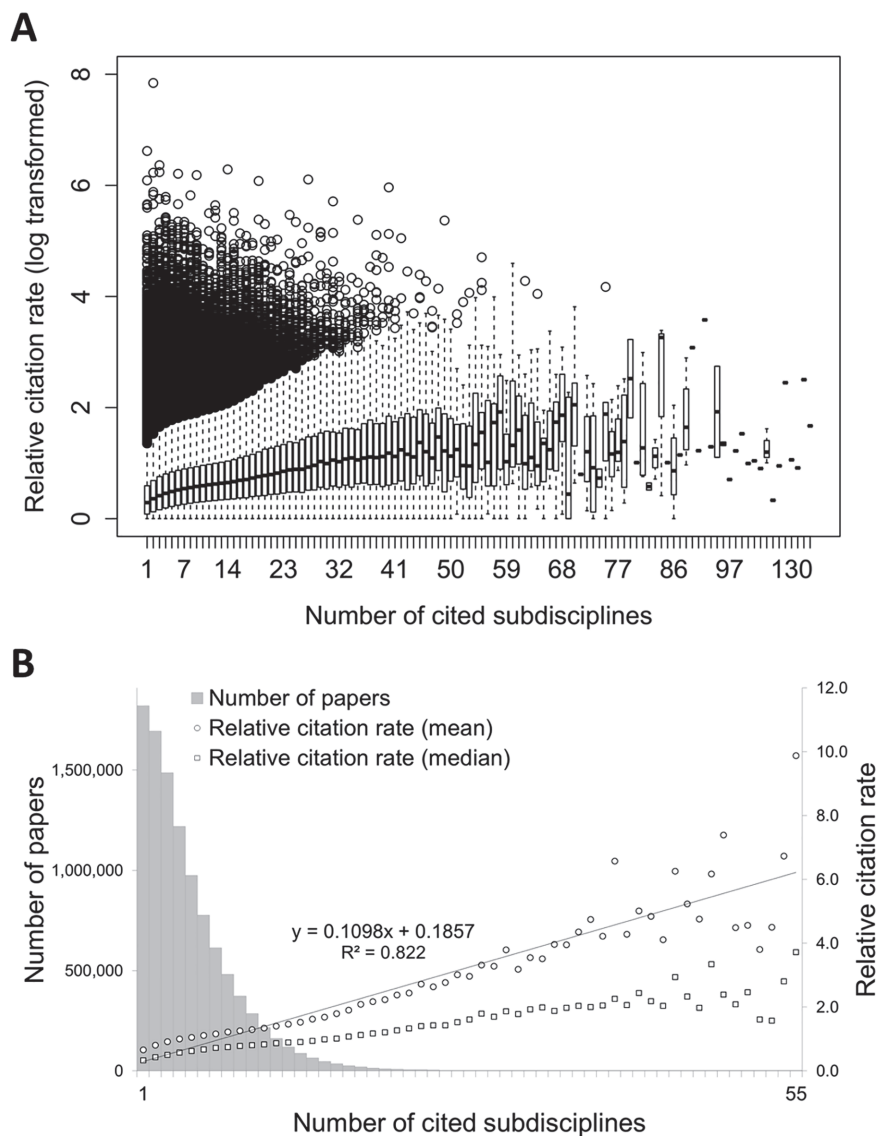 A
Relative citation rate (log transformed)
8
6
4
2
0
1 7 14 23 32 41 50 59 68 77 86 97 130
Number of cited subdisciplines
B
Number of papers
Relative citation rate (mean)
Relative citation rate (median)
Number of papers
1,500,000
1,000,000
500,000
0
y = 0.1098x + 0.1857
R² = 0.822
12.0
10.0
8.0
6.0
4.0
2.0
0.0
Relative citation rate
1 55
Number of cited subdisciplines